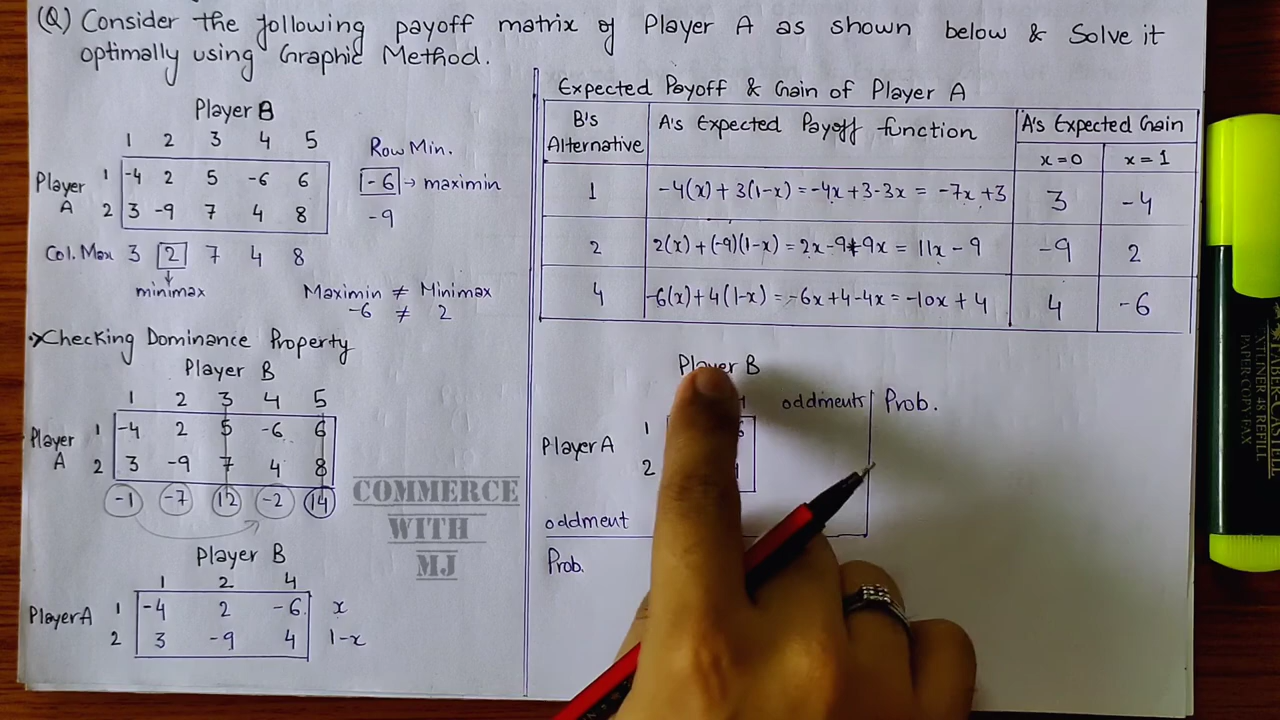 (Q) Consider the following payoff matrix of Player A as shown below & Solve it
optimally using Graphic Method.
Player B
1 2 3 4 5
Player A
1 -4 2 5 -6 6
2 3 -9 7 4 8
Row Min.
-6 → maximin
-9
Col. Max 3 2 7 4 8
minimax
Maximin ≠ Minimax
-6 ≠ 2
Checking Dominance Property
Player B
1 2 3 4 5
Player A
1 -4 2 5 -6 6
2 3 -9 7 4 8
-1 -7 12 -2 14
Player B
1 2 4
Player A 1 -4 2 -6 x
2 3 -9 4 1-x
COMMERCE
WITH
MJ
Expected Payoff & Gain of Player A
B's Alternative
A's Expected Payoff function
A's Expected Gain
x=0 x=1
1 -4(x) + 3(1-x) = -4x+3-3x = -7x+3 3 -4
2 2(x) + (-9)(1-x) = 2x-9+9x = 11x-9 -9 2
4 -6(x) + 4(1-x) = -6x+4-4x = -10x+4 4 -6
Player B
oddments Prob.
Player A
1
2
oddment
Prob.
TEXTLINER 48 REFILL